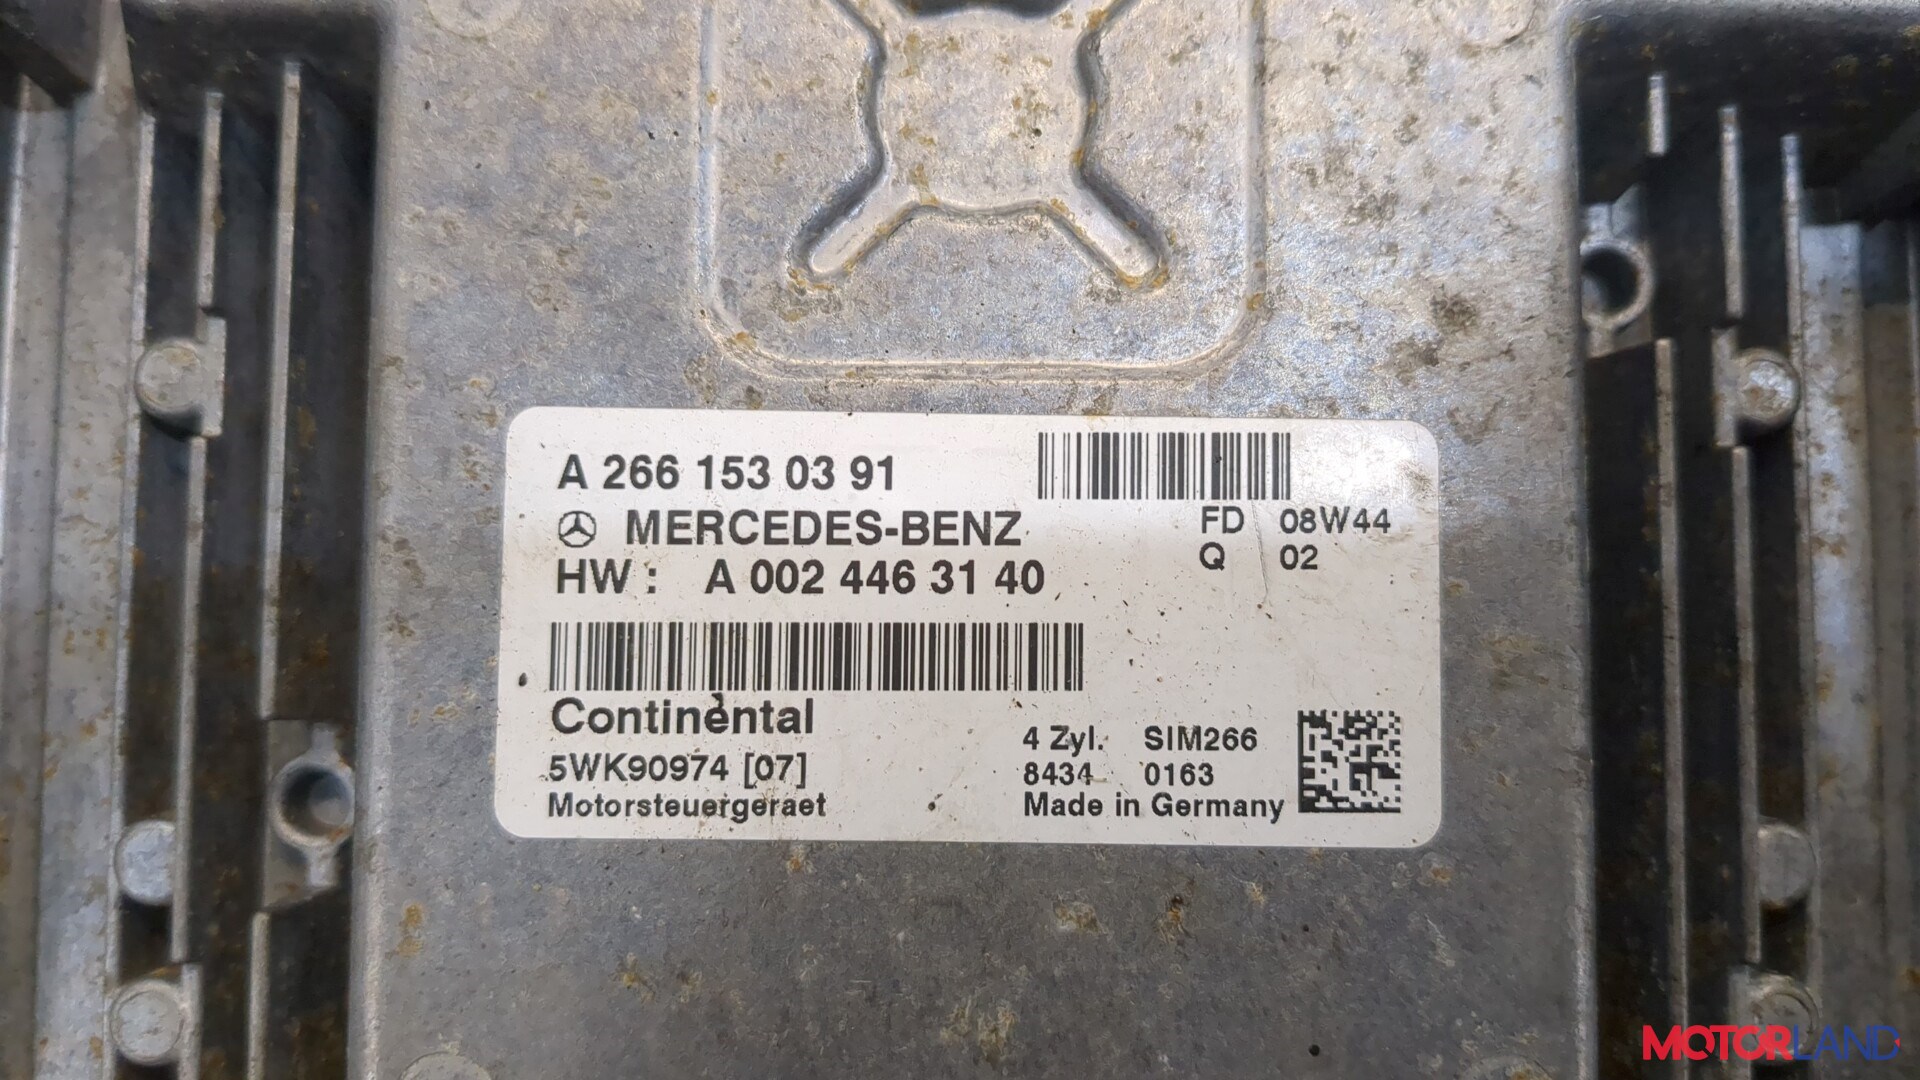 A 266 153 03 91
MERCEDES-BENZ
HW : A 002 446 31 40
FD 08W44
Q 02
Continental
5WK90974 [07]
Motorsteuergeraet
4 Zyl. SIM266
8434 0163
Made in Germany
MOTORLAND